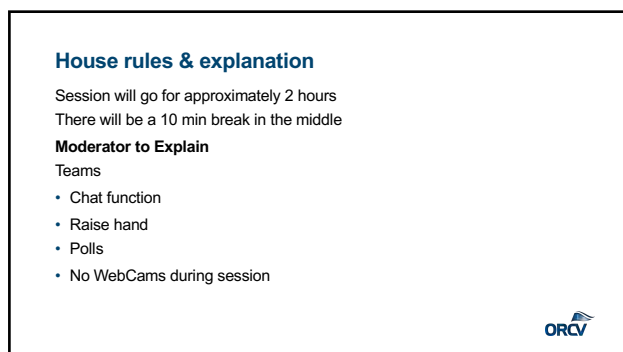 House rules & explanation
Session will go for approximately 2 hours
There will be a 10 min break in the middle
Moderator to Explain
Teams
• Chat function
• Raise hand
• Polls
• No WebCams during session
ORCV